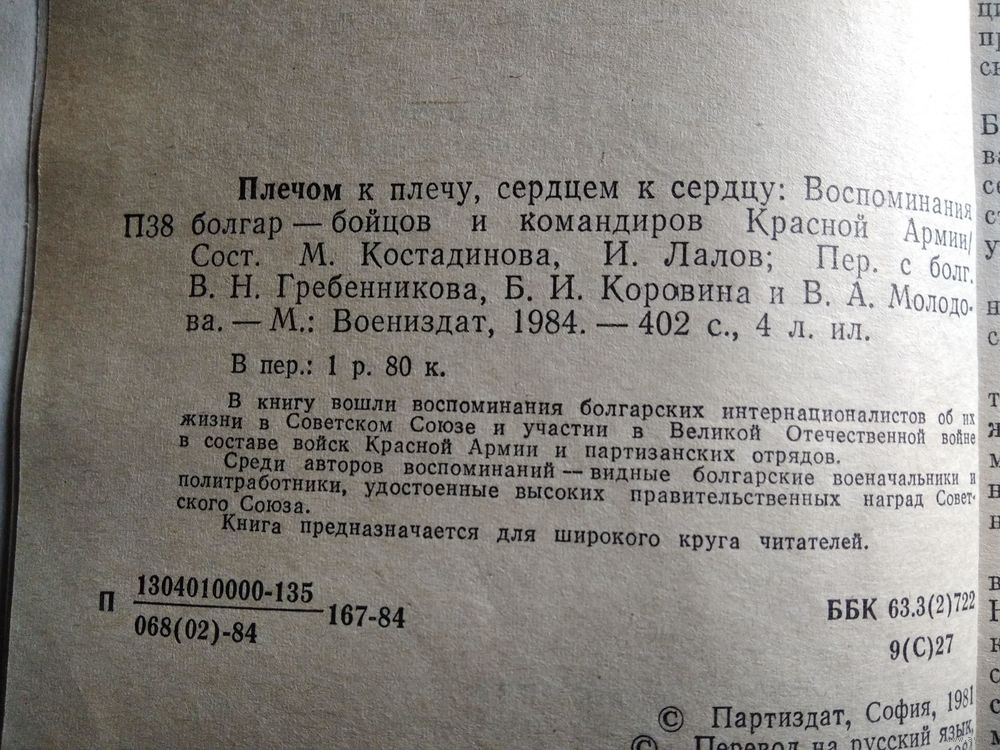 Плечом к плечу, сердцем к сердцу: Воспоминания
П38 болгар — бойцов и командиров Красной Армии/
Сост. М. Костадинова, И. Лалов; Пер. с болг.
В. Н. Гребенникова, Б. И. Коровина и В. А. Молодо-
ва. — М.: Воениздат, 1984. — 402 с., 4 л. ил.
В пер.: 1 р. 80 к.
В книгу вошли воспоминания болгарских интернационалистов об их
жизни в Советском Союзе и участии в Великой Отечественной войне
в составе войск Красной Армии и партизанских отрядов.
Среди авторов воспоминаний — видные болгарские военачальники и
политработники, удостоенные высоких правительственных наград Совет-
ского Союза.
Книга предназначается для широкого круга читателей.
П 1304010000-135
068(02)-84
167-84
ББК 63.3(2)722
9(С)27
© Партиздат, София, 1981
© Перевод на русский язык,